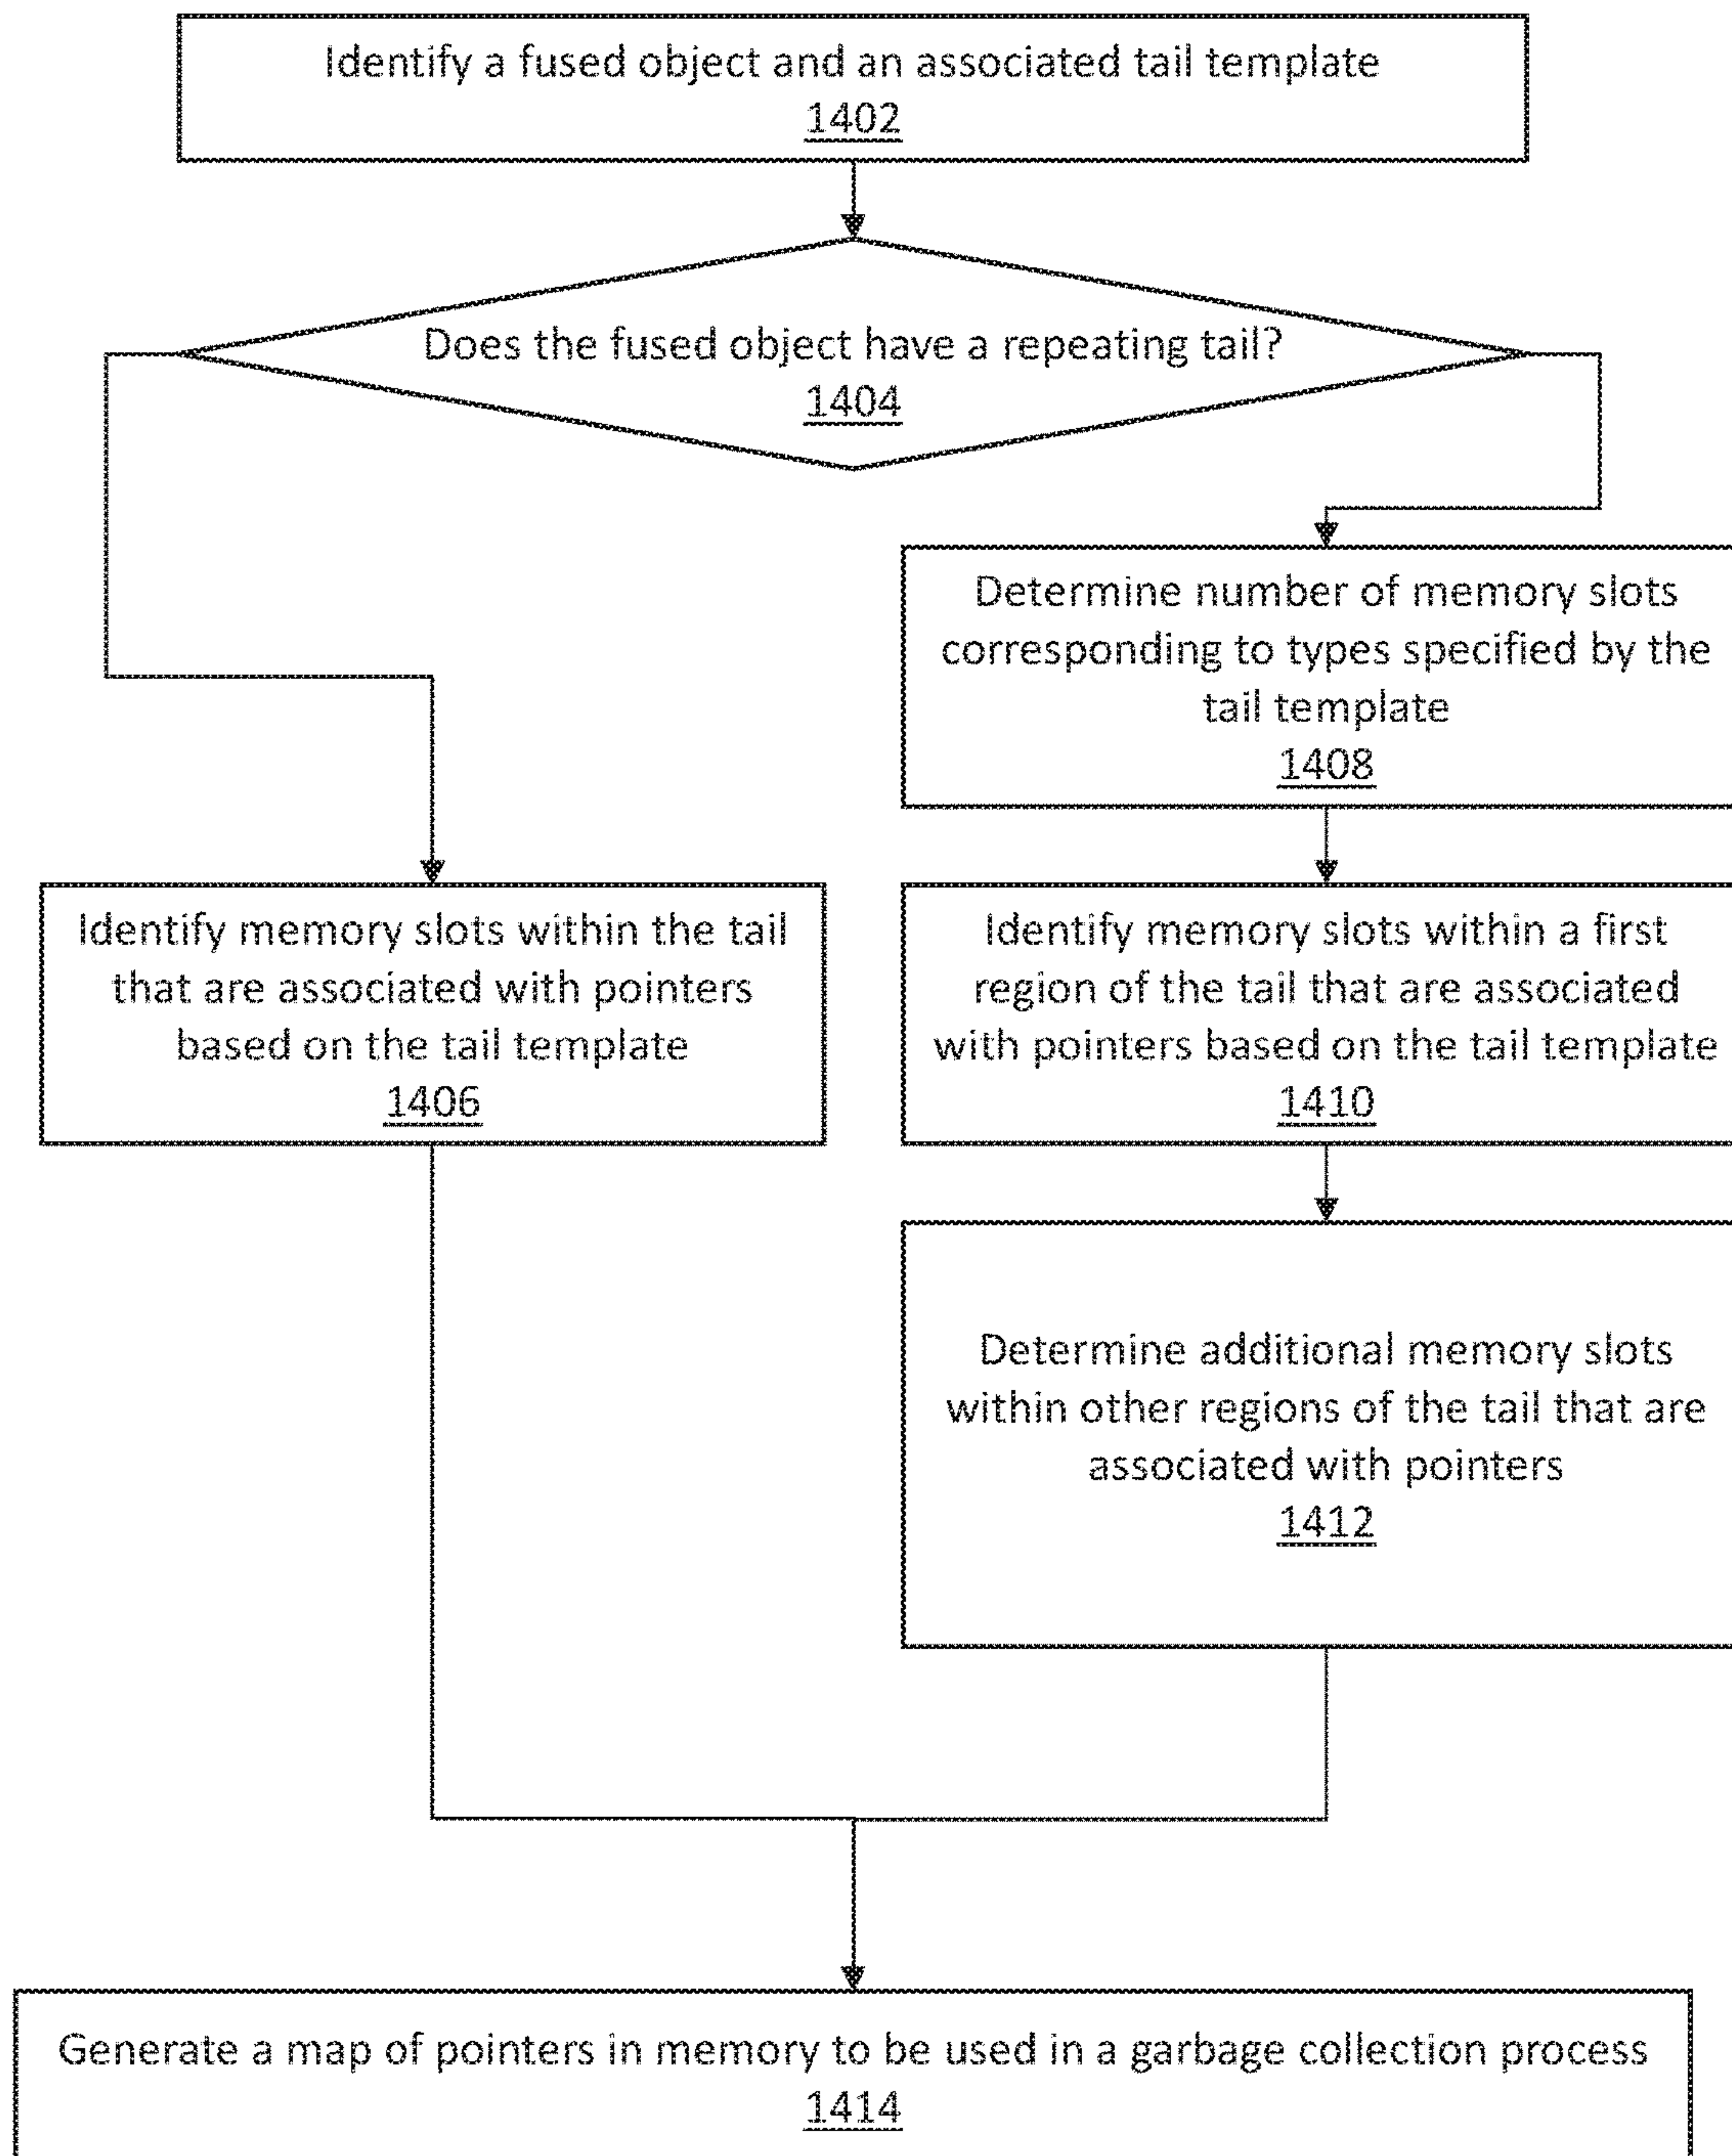 Identify a fused object and an associated tail template
1402
Does the fused object have a repeating tail?
1404
Determine number of memory slots
corresponding to types specified by the
tail template
1408
Identify memory slots within the tail
that are associated with pointers
based on the tail template
1406
Identify memory slots within a first
region of the tail that are associated
with pointers based on the tail template
1410
Determine additional memory slots
within other regions of the tail that are
associated with pointers
1412
Generate a map of pointers in memory to be used in a garbage collection process
1414